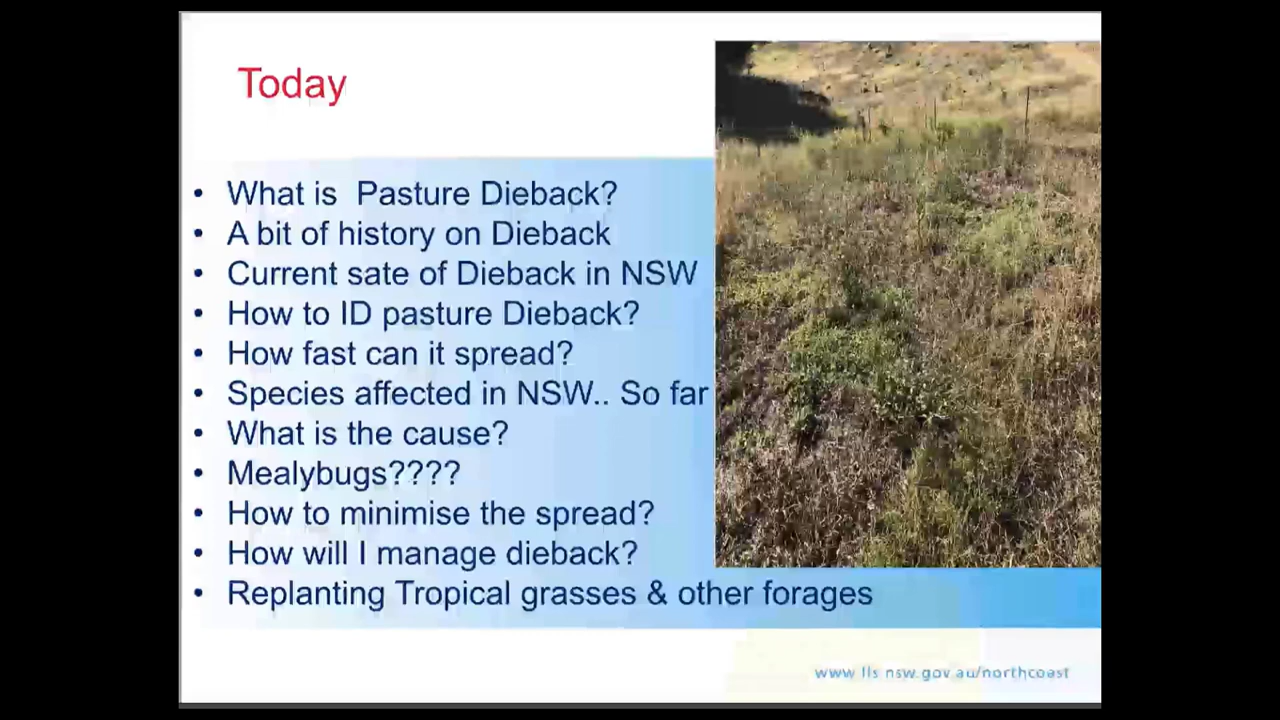 Today
• What is  Pasture Dieback?
• A bit of history on Dieback
• Current sate of Dieback in NSW
• How to ID pasture Dieback?
• How fast can it spread?
• Species affected in NSW.. So far
• What is the cause?
• Mealybugs????
• How to minimise the spread?
• How will I manage dieback?
• Replanting Tropical grasses & other forages
www.lls.nsw.gov.au/northcoast